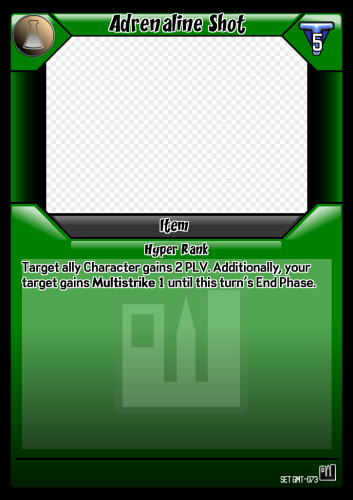 Adrenaline Shot
5
Item
Hyper Rank
Target ally Character gains 2 PLV. Additionally, your
target gains Multistrike 1 until this turn's End Phase.
SET GMT-073